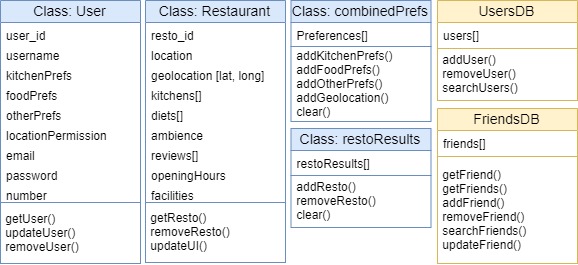 Class: User
user_id
username
kitchenPrefs
foodPrefs
otherPrefs
locationPermission
email
password
number
getUser()
updateUser()
removeUser()
Class: Restaurant
resto_id
location
geolocation [lat, long]
kitchens[]
diets[]
ambience
reviews[]
openingHours
facilities
getResto()
removeResto()
updateUI()
Class: combinedPrefs
Preferences[]
addKitchenPrefs()
addFoodPrefs()
addOtherPrefs()
addGeolocation()
clear()
Class: restoResults
restoResults[]
addResto()
removeResto()
clear()
UsersDB
users[]
addUser()
removeUser()
searchUsers()
FriendsDB
friends[]
getFriend()
getFriends()
addFriend()
removeFriend()
searchFriends()
updateFriend()